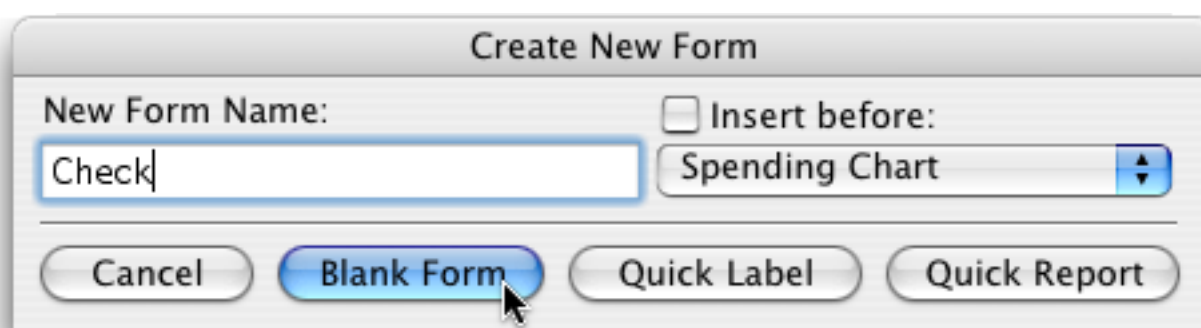 Create New Form
New Form Name:
Insert before:
Check
Spending Chart
Cancel
Blank Form
Quick Label
Quick Report